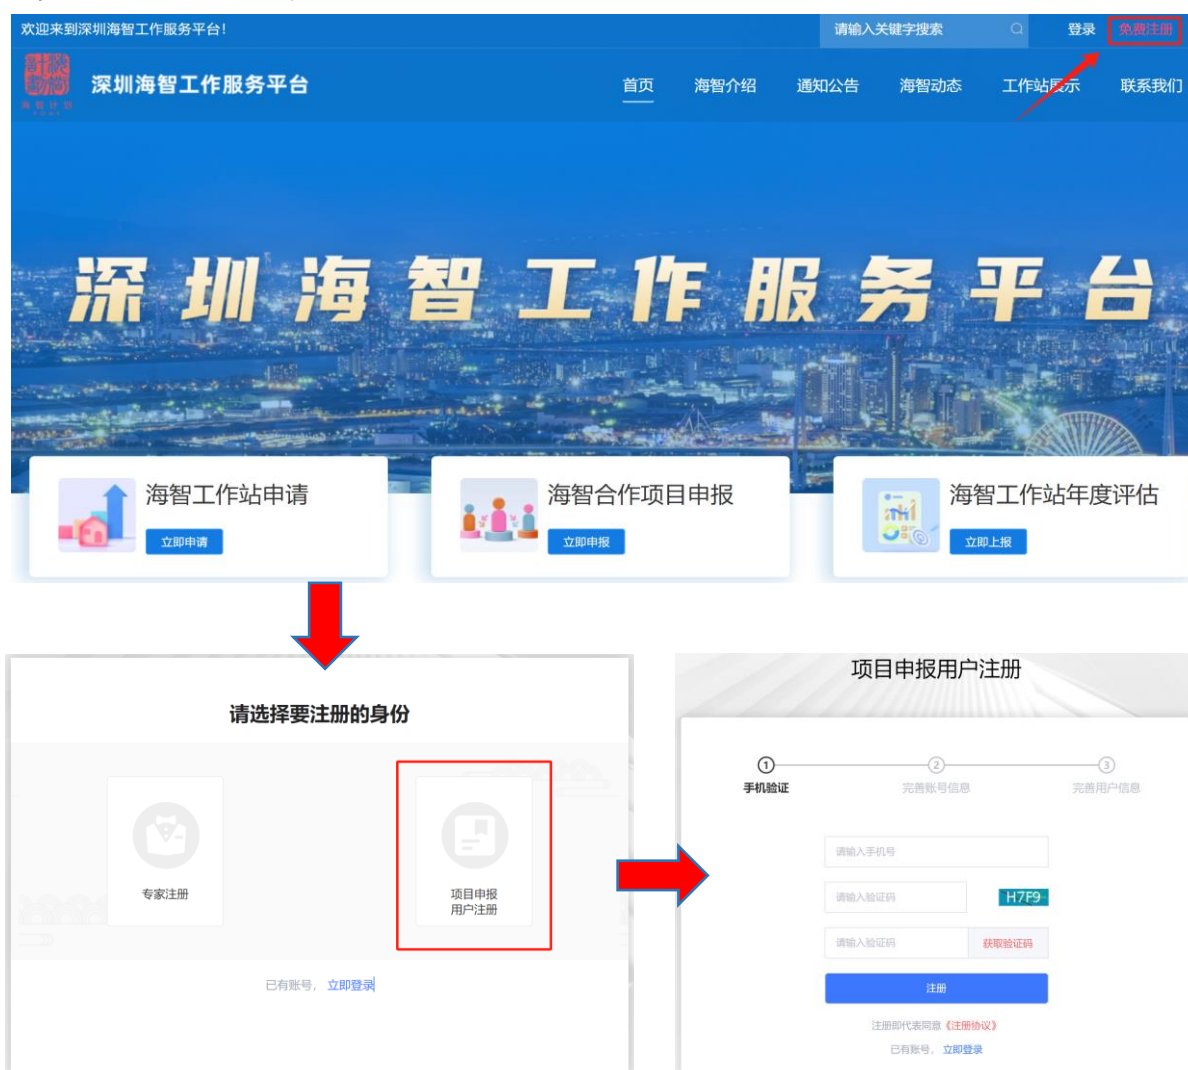 欢迎来到深圳海智工作服务平台!
请输入关键字搜索
登录
免费注册
海智计划
深圳海智工作服务平台
首页
海智介绍
通知公告
海智动态
工作站展示
联系我们
深圳海智工作服务平台
海智工作站申请
立即申请
海智合作项目申报
立即申报
海智工作站年度评估
立即上报
请选择要注册的身份
专家注册
项目申报
用户注册
已有账号，立即登录
项目申报用户注册
1
2
3
手机验证
完善账号信息
完善用户信息
请输入手机号
请输入验证码
H7F9
请输入验证码
获取验证码
注册
注册即代表同意《注册协议》
已有账号，立即登录